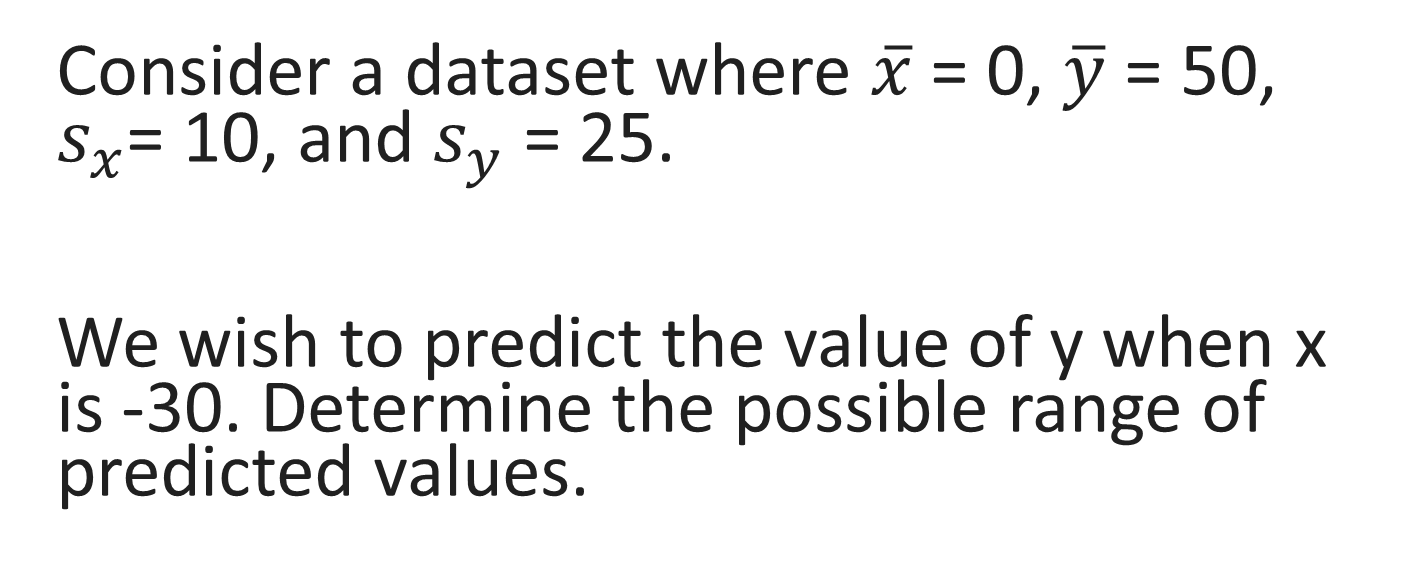 Consider a dataset where x̄ = 0, ȳ = 50,
sₓ= 10, and s_y = 25.
We wish to predict the value of y when x
is -30. Determine the possible range of
predicted values.